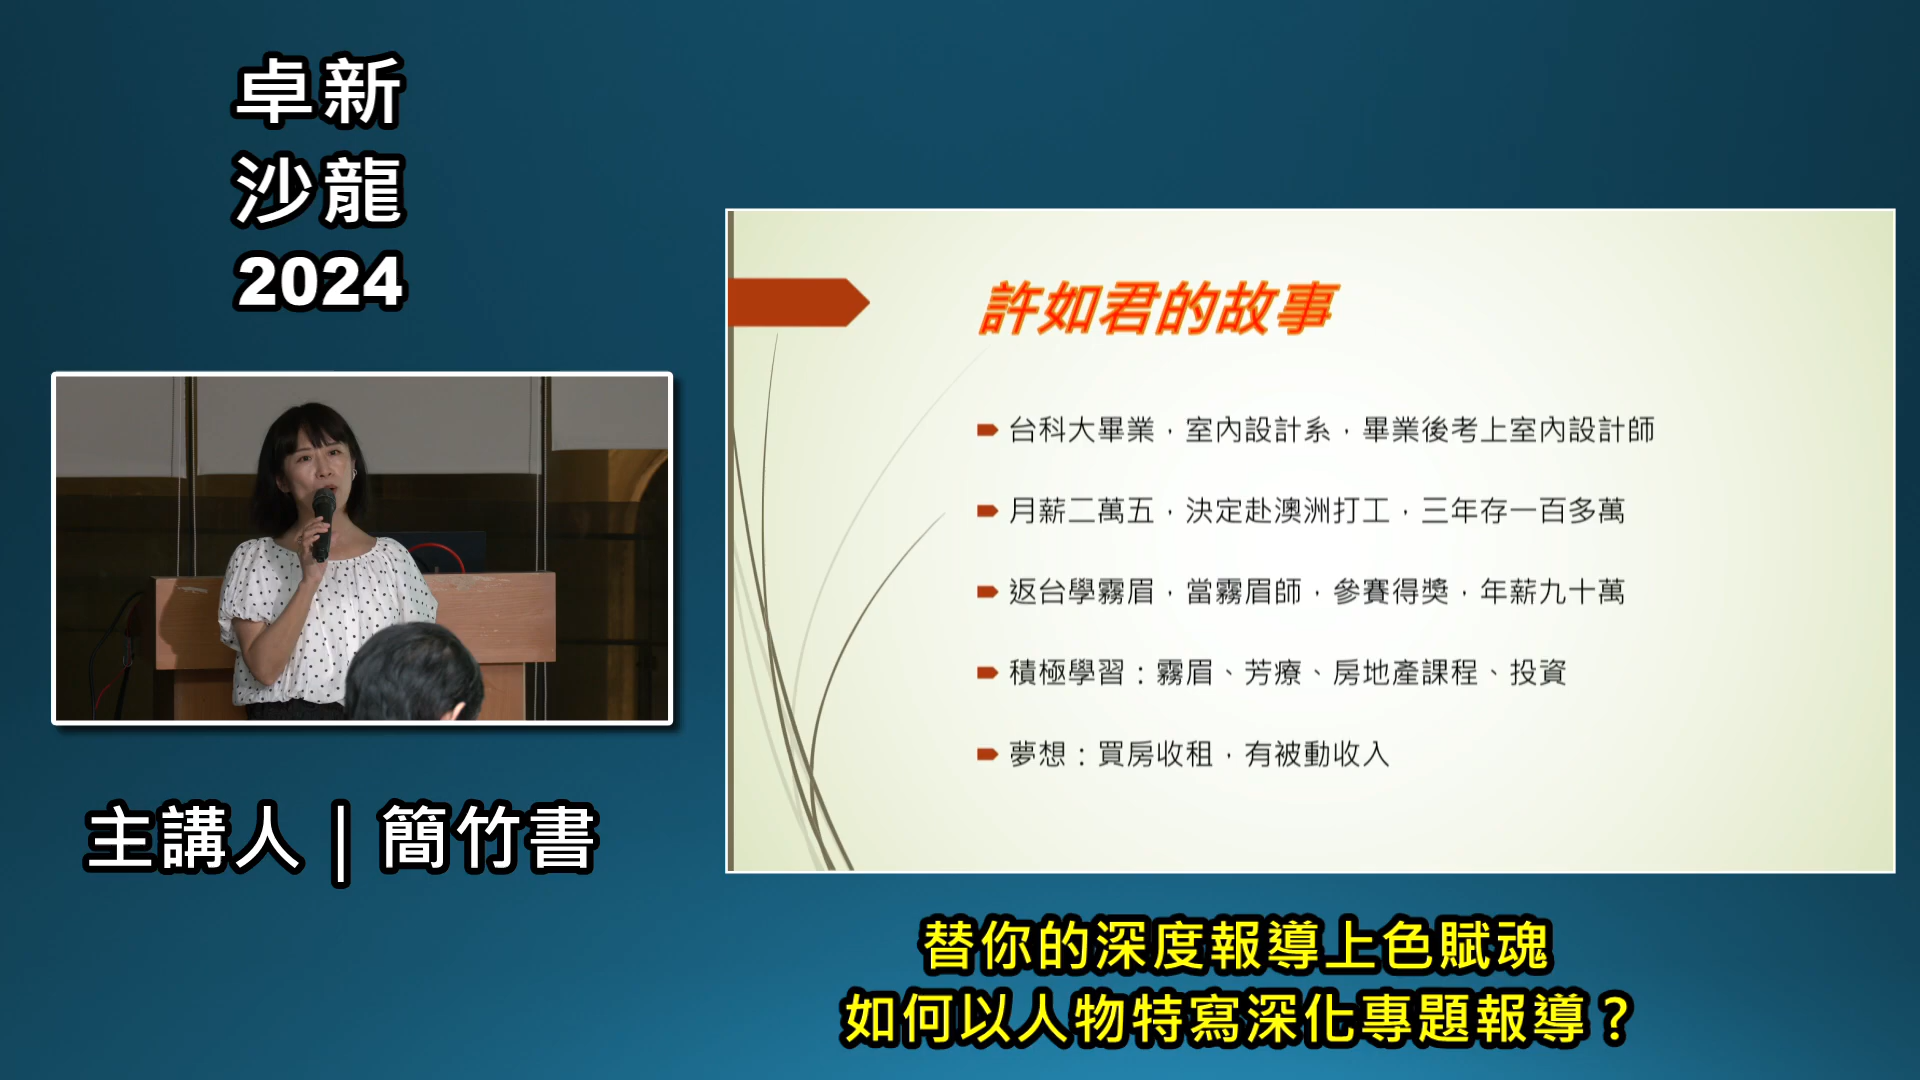 卓新
沙龍
2024
許如君的故事
台科大畢業，室內設計系，畢業後考上室內設計師
月薪二萬五，決定赴澳洲打工，三年存一百多萬
返台學霧眉，當霧眉師，參賽得獎，年薪九十萬
積極學習：霧眉、芳療、房地產課程、投資
夢想：買房收租，有被動收入
主講人｜簡竹書
替你的深度報導上色賦魂
如何以人物特寫深化專題報導？